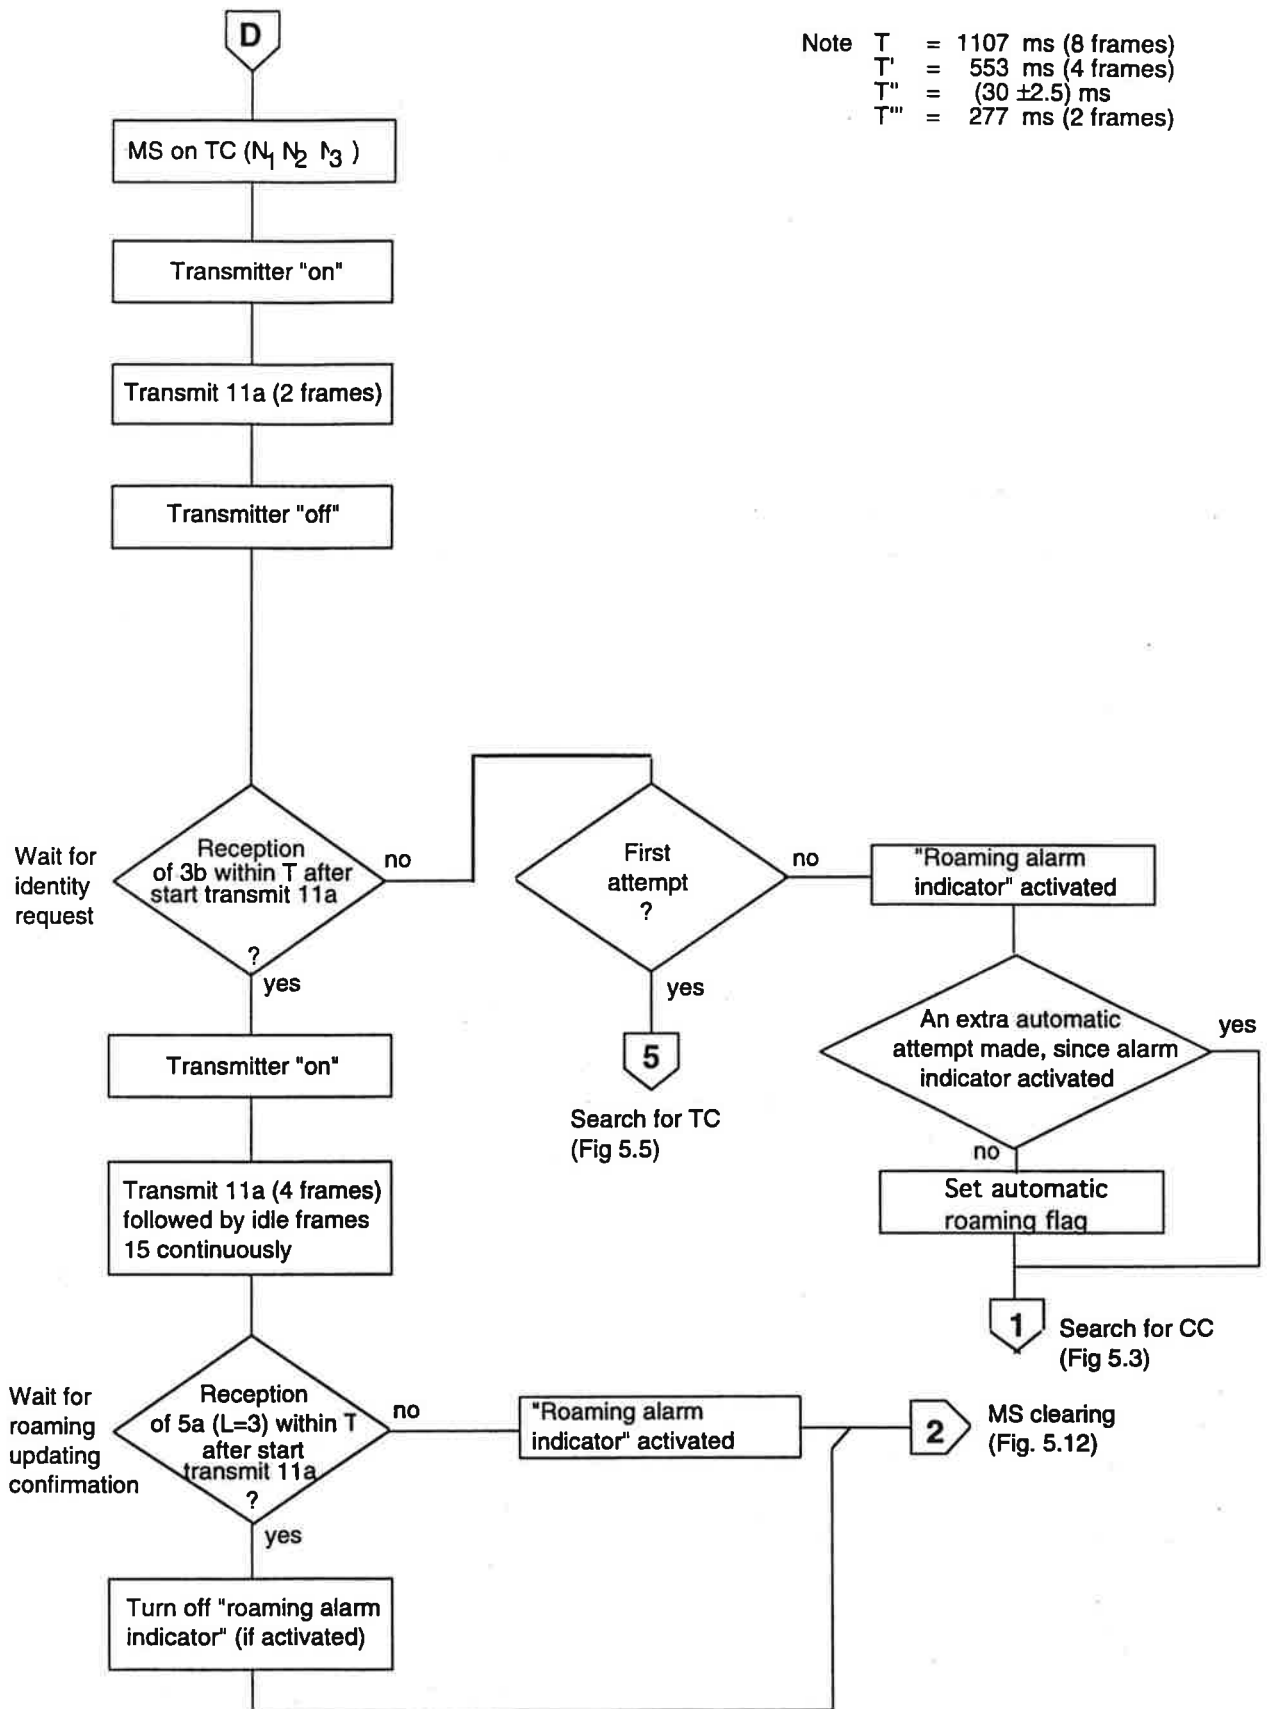 D
Note T = 1107 ms (8 frames)
T' = 553 ms (4 frames)
T" = (30 ±2.5) ms
T"' = 277 ms (2 frames)
MS on TC (N1 N2 N3 )
Transmitter "on"
Transmit 11a (2 frames)
Transmitter "off"
Wait for
identity
request
Reception
of 3b within T after
start transmit 11a
?
no
yes
First
attempt
?
no
yes
"Roaming alarm
indicator" activated
5
Search for TC
(Fig 5.5)
An extra automatic
attempt made, since alarm
indicator activated
yes
no
Set automatic
roaming flag
1
Search for CC
(Fig 5.3)
Transmitter "on"
Transmit 11a (4 frames)
followed by idle frames
15 continuously
Wait for
roaming
updating
confirmation
Reception
of 5a (L=3) within T
after start
transmit 11a
?
no
yes
"Roaming alarm
indicator" activated
2
MS clearing
(Fig. 5.12)
Turn off "roaming alarm
indicator" (if activated)